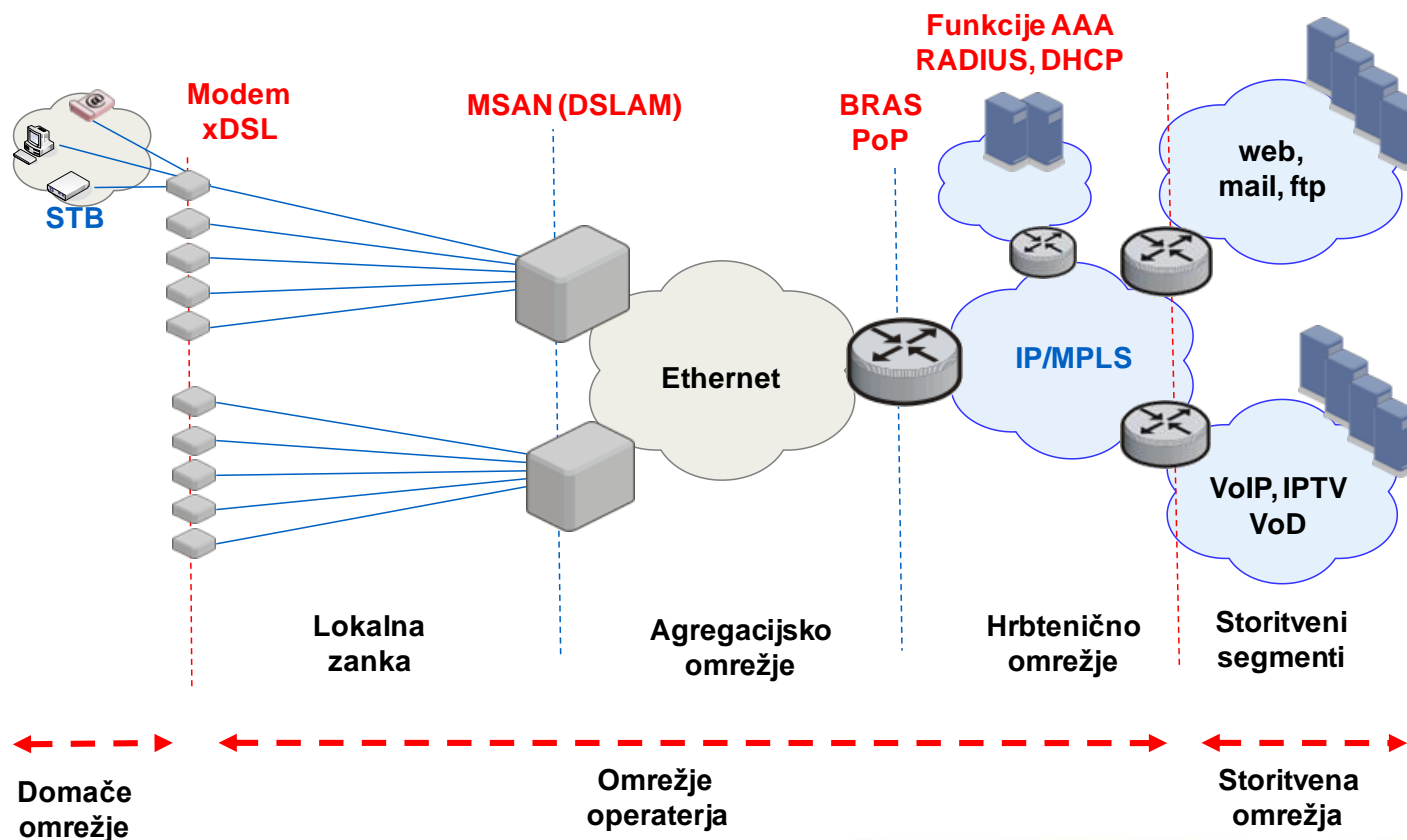 Funkcije AAA
RADIUS, DHCP
Modem
xDSL
MSAN (DSLAM)
BRAS
PoP
@
web,
mail, ftp
STB
Ethernet
IP/MPLS
VoIP, IPTV
VoD
Lokalna
zanka
Agregacijsko
omrežje
Hrbtenično
omrežje
Storitveni
segmenti
Domače
omrežje
Omrežje
operaterja
Storitvena
omrežja